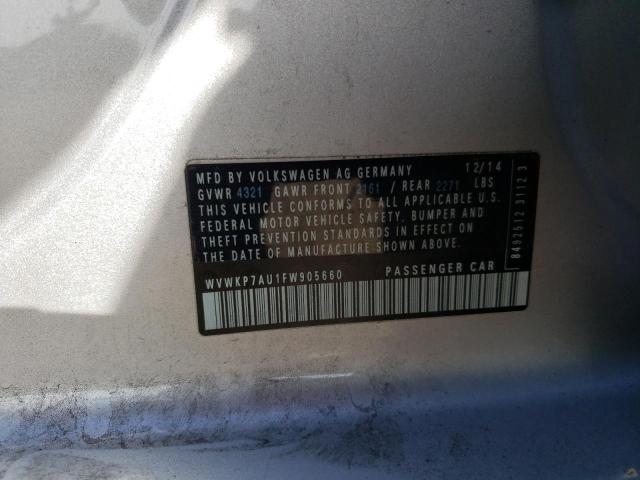 MFD BY VOLKSWAGEN AG GERMANY 12/14
GVWR 4321 GAWR FRONT 2161 / REAR 2271 LBS
THIS VEHICLE CONFORMS TO ALL APPLICABLE U.S.
FEDERAL MOTOR VEHICLE SAFETY, BUMPER AND
THEFT PREVENTION STANDARDS IN EFFECT ON
THE DATE OF MANUFACTURE SHOWN ABOVE.
WVWKP7AU1FW905660 PASSENGER CAR
8492512 31123